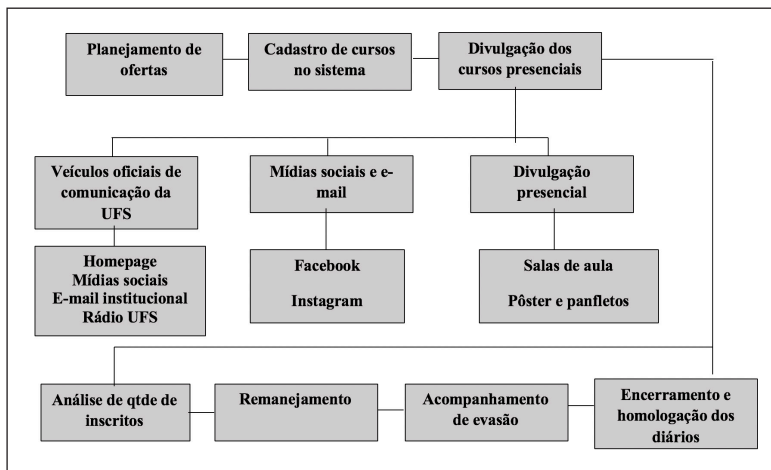 Planejamento de
ofertas
Cadastro de cursos
no sistema
Divulgação dos
cursos presenciais
Veículos oficiais de
comunicação da
UFS
Mídias sociais e e-
mail
Divulgação
presencial
Homepage
Mídias sociais
E-mail institucional
Rádio UFS
Facebook
Instagram
Salas de aula
Pôster e panfletos
Análise de qtde de
inscritos
Remanejamento
Acompanhamento
de evasão
Encerramento e
homologação dos
diários